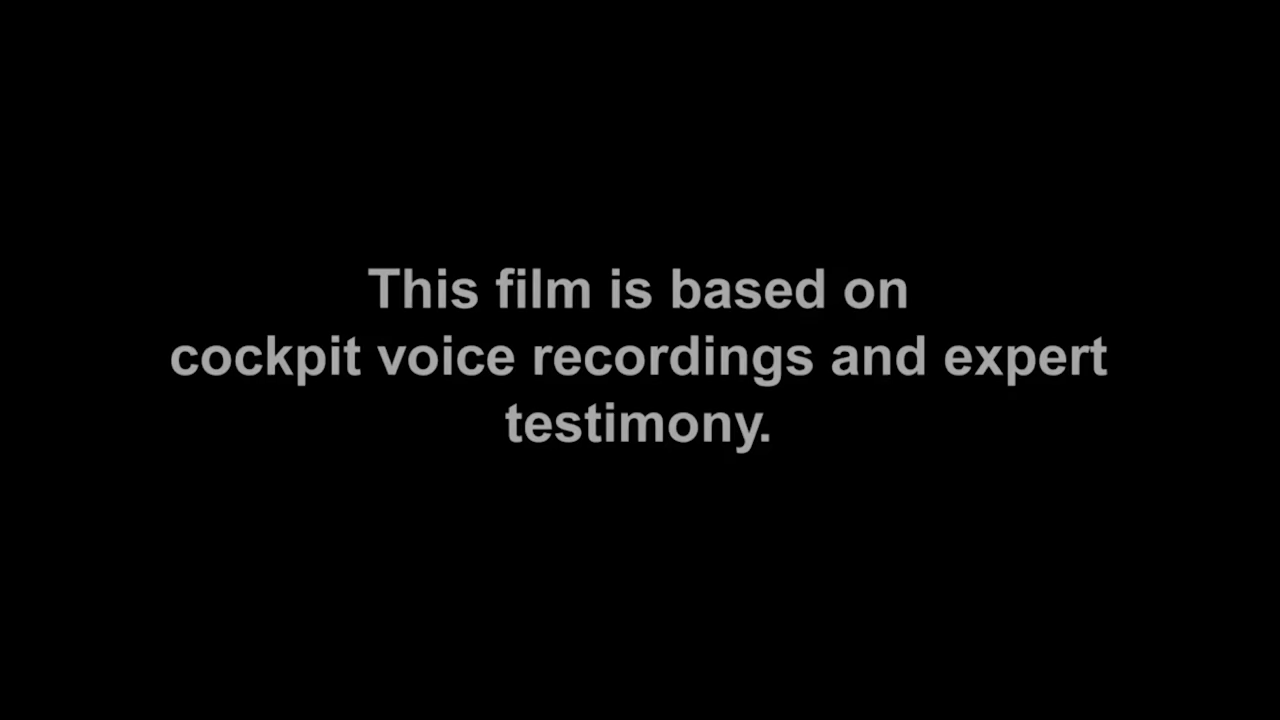 This film is based on
cockpit voice recordings and expert
testimony.